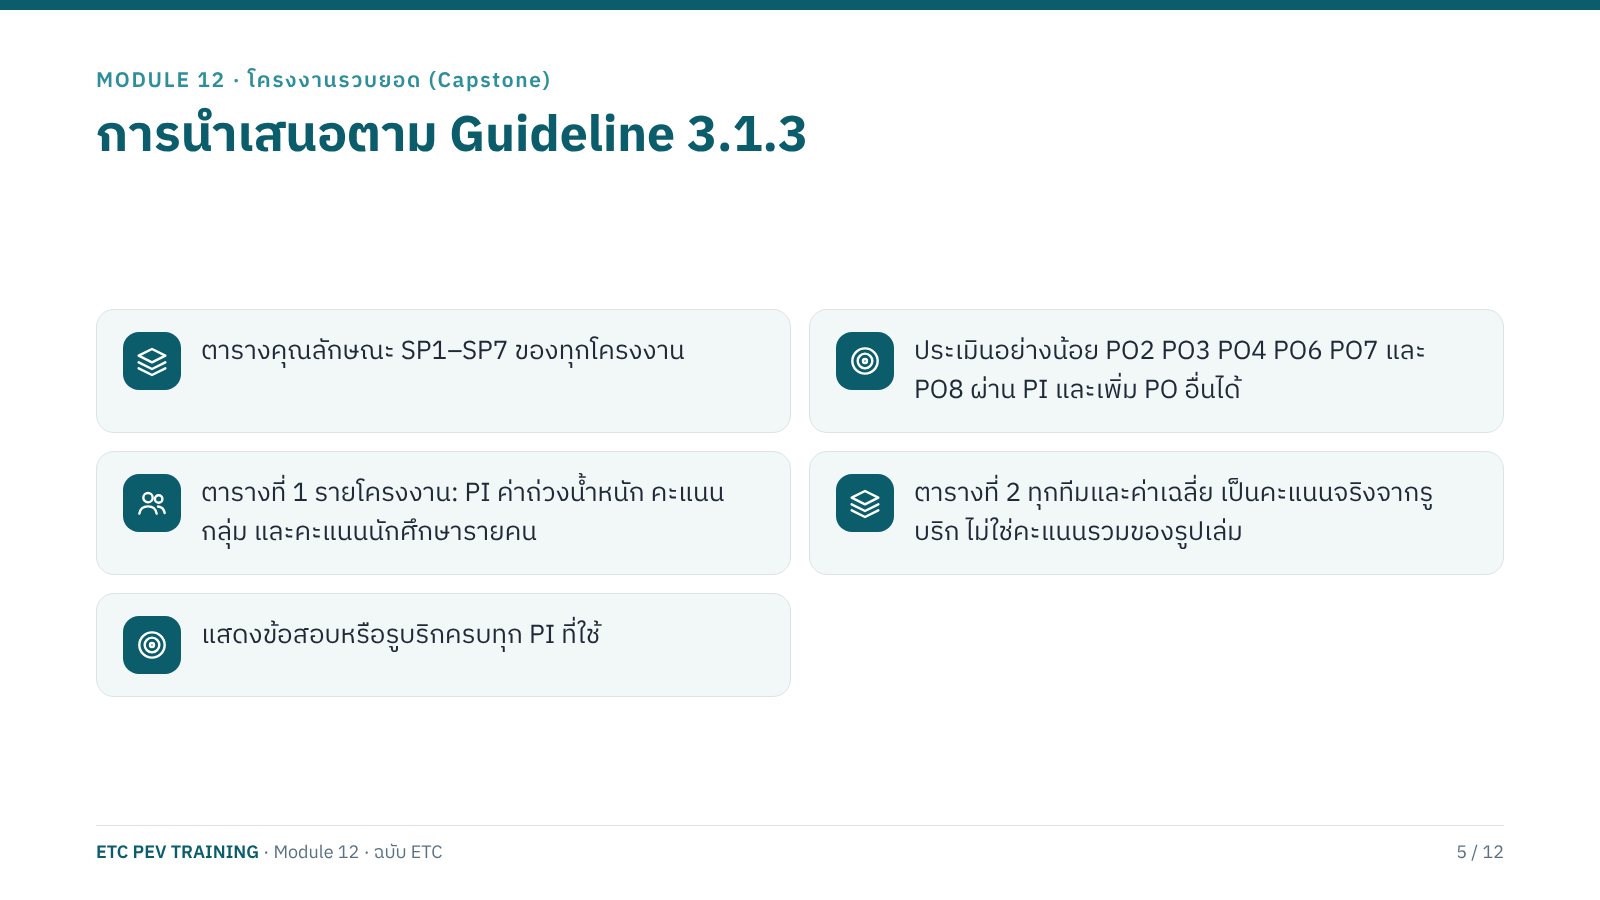 MODULE 12 · โครงงานรวบยอด (Capstone)
การนำเสนอตาม Guideline 3.1.3
ตารางคุณลักษณะ SP1–SP7 ของทุกโครงงาน
ประเมินอย่างน้อย PO2 PO3 PO4 PO6 PO7 และ
PO8 ผ่าน PI และเพิ่ม PO อื่นได้
ตารางที่ 1 รายโครงงาน: PI ค่าถ่วงน้ำหนัก คะแนน
กลุ่ม และคะแนนนักศึกษารายคน
ตารางที่ 2 ทุกทีมและค่าเฉลี่ย เป็นคะแนนจริงจากรู
บริก ไม่ใช่คะแนนรวมของรูปเล่ม
แสดงข้อสอบหรือรูบริกครบทุก PI ที่ใช้
ETC PEV TRAINING · Module 12 · ฉบับ ETC
5 / 12